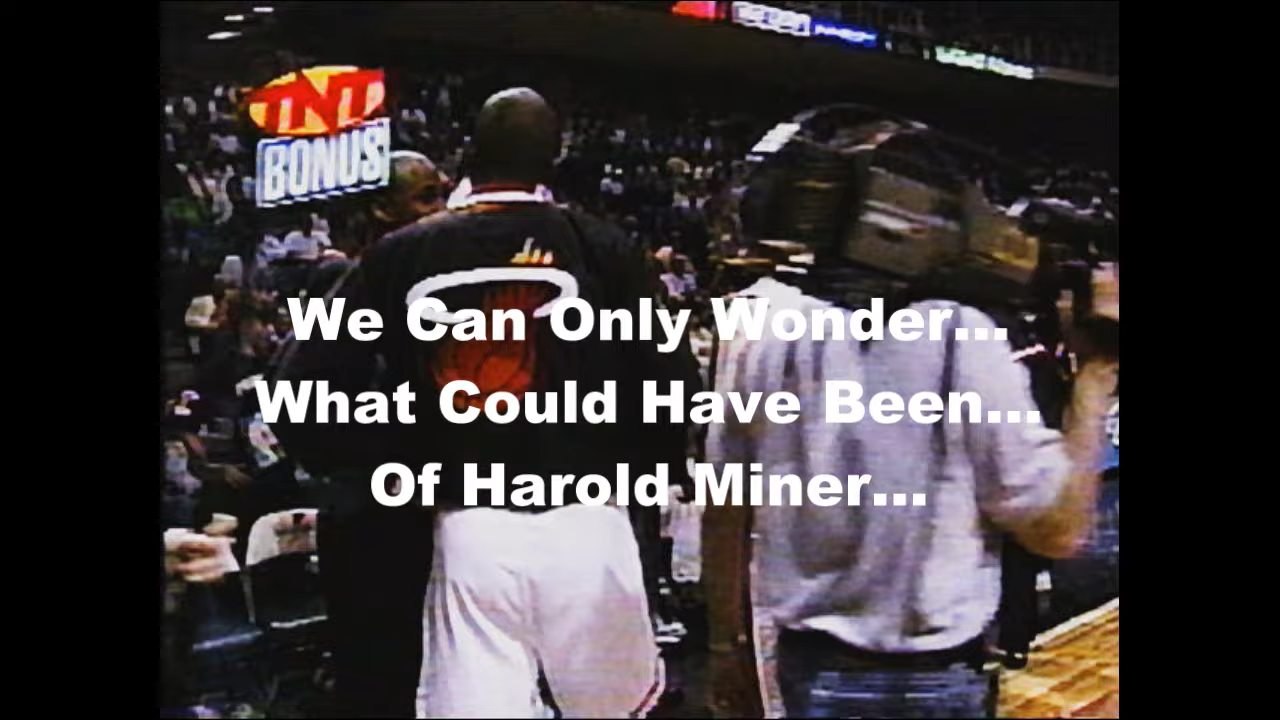 TNT
BONUS
We Can Only Wonder...
What Could Have Been...
Of Harold Miner...